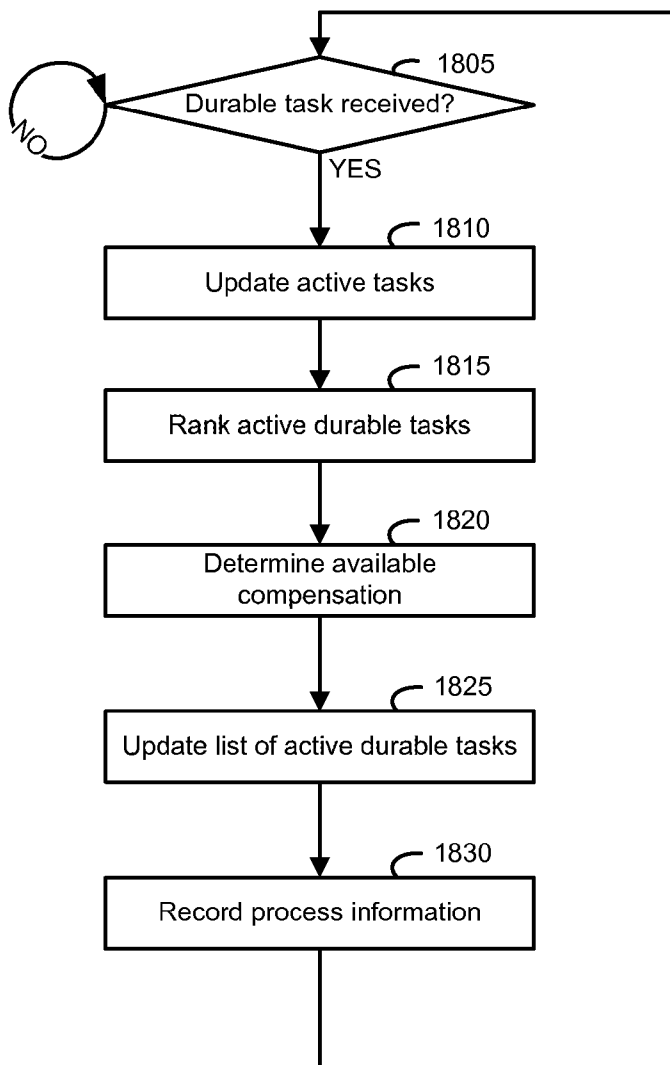 1805
Durable task received?
NO
YES
1810
Update active tasks
1815
Rank active durable tasks
1820
Determine available
compensation
1825
Update list of active durable tasks
1830
Record process information